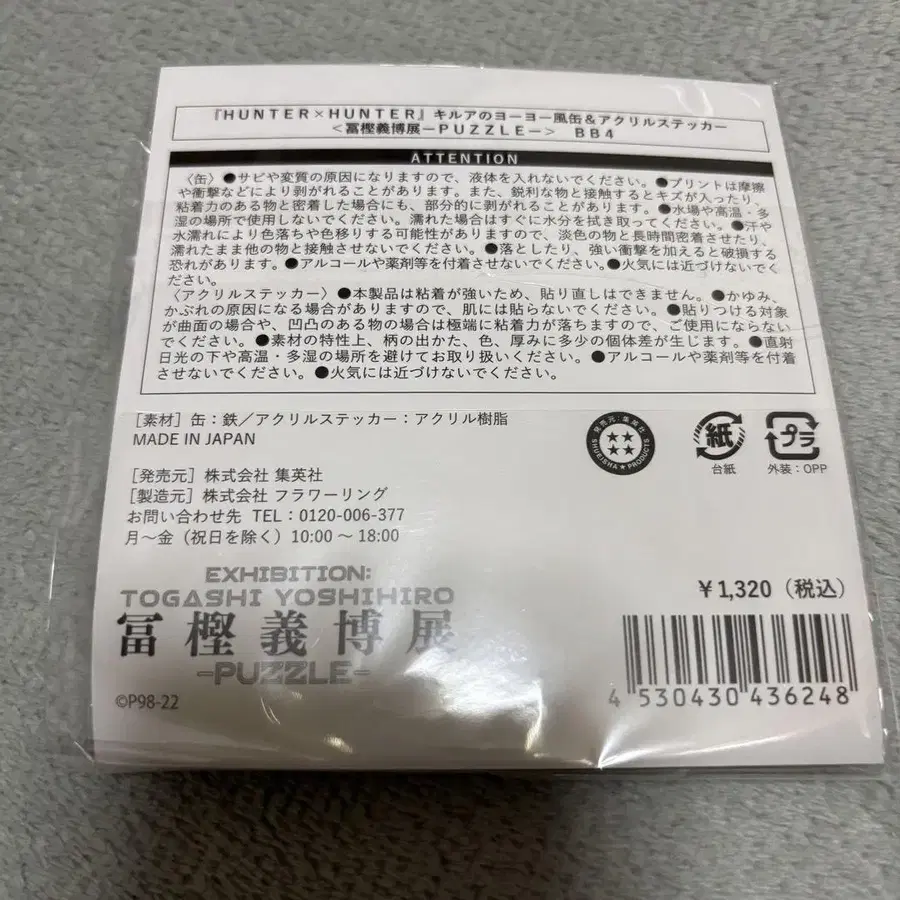 『HUNTER×HUNTER』キルアのヨーヨー風缶&アクリルステッカー
<冨樫義博展－PUZZLE－> BB4
ATTENTION
〈缶〉●サビや変質の原因になりますので、液体を入れないでください。●プリントは摩擦
や衝撃などにより剥がれることがあります。また、鋭利な物と接触するとキズが入ったり、
粘着力のある物と密着した場合にも、部分的に剥がれることがあります。●水場や高温・多
湿の場所で使用しないでください。濡れた場合はすぐに水分を拭き取ってください。●汗や
水濡れにより色落ちや色移りする可能性がありますので、淡色の物と長時間密着させたり、
濡れたまま他の物と接触させないでください。●落としたり、強い衝撃を加えると破損する
恐れがあります。●アルコールや薬剤等を付着させないでください。●火気には近づけないでく
ださい。
〈アクリルステッカー〉●本製品は粘着が強いため、貼り直しはできません。●かゆみ、
かぶれの原因になる場合がありますので、肌には貼らないでください。●貼りつける対象
が曲面の場合や、凹凸のある物の場合は極端に粘着力が落ちますので、ご使用にならない
でください。●素材の特性上、柄の出かた、色、厚みに多少の個体差が生じます。●直射
日光の下や高温・多湿の場所を避けてお取り扱いください。●アルコールや薬剤等を付着
させないでください。●火気には近づけないでください。
[素材] 缶：鉄／アクリルステッカー：アクリル樹脂
MADE IN JAPAN
発売元：集英社
SHUEISHA★PRODUCTS
紙
台紙
プラ
外装：OPP
[発売元] 株式会社 集英社
[製造元] 株式会社 フラワーリング
お問い合わせ先 TEL：0120-006-377
月～金（祝日を除く）10:00 ～ 18:00
EXHIBITION:
TOGASHI YOSHIHIRO
冨樫義博展
-PUZZLE-
©P98-22
￥1,320（税込）
4 530430 436248